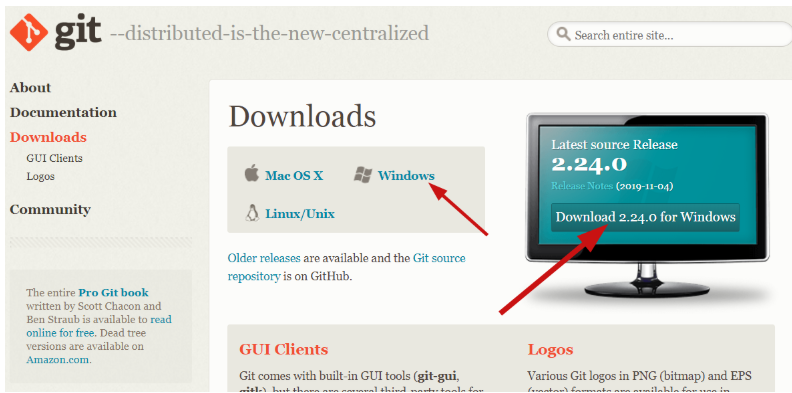 git --distributed-is-the-new-centralized
Search entire site...
About
Documentation
Downloads
GUI Clients
Logos
Community
The entire Pro Git book
written by Scott Chacon and
Ben Straub is available to read
online for free. Dead tree
versions are available on
Amazon.com.
Downloads
Mac OS X
Windows
Linux/Unix
Older releases are available and the Git source
repository is on GitHub.
Latest source Release
2.24.0
Release Notes (2019-11-04)
Download 2.24.0 for Windows
GUI Clients
Git comes with built-in GUI tools (git-gui,
gitk), but there are several third-party tools for
Logos
Various Git logos in PNG (bitmap) and EPS
(vector) formats are available for use in